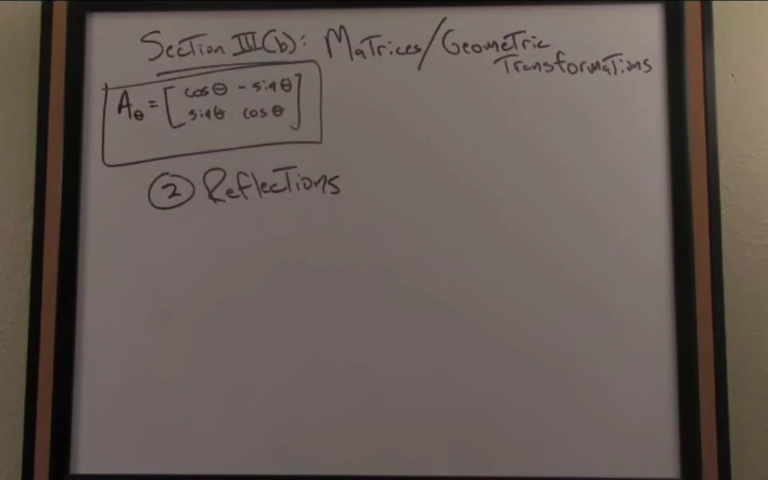 Section III(b): Matrices/Geometric
Transformations
Aθ = [cosθ -sinθ
sinθ cosθ]
② Reflections